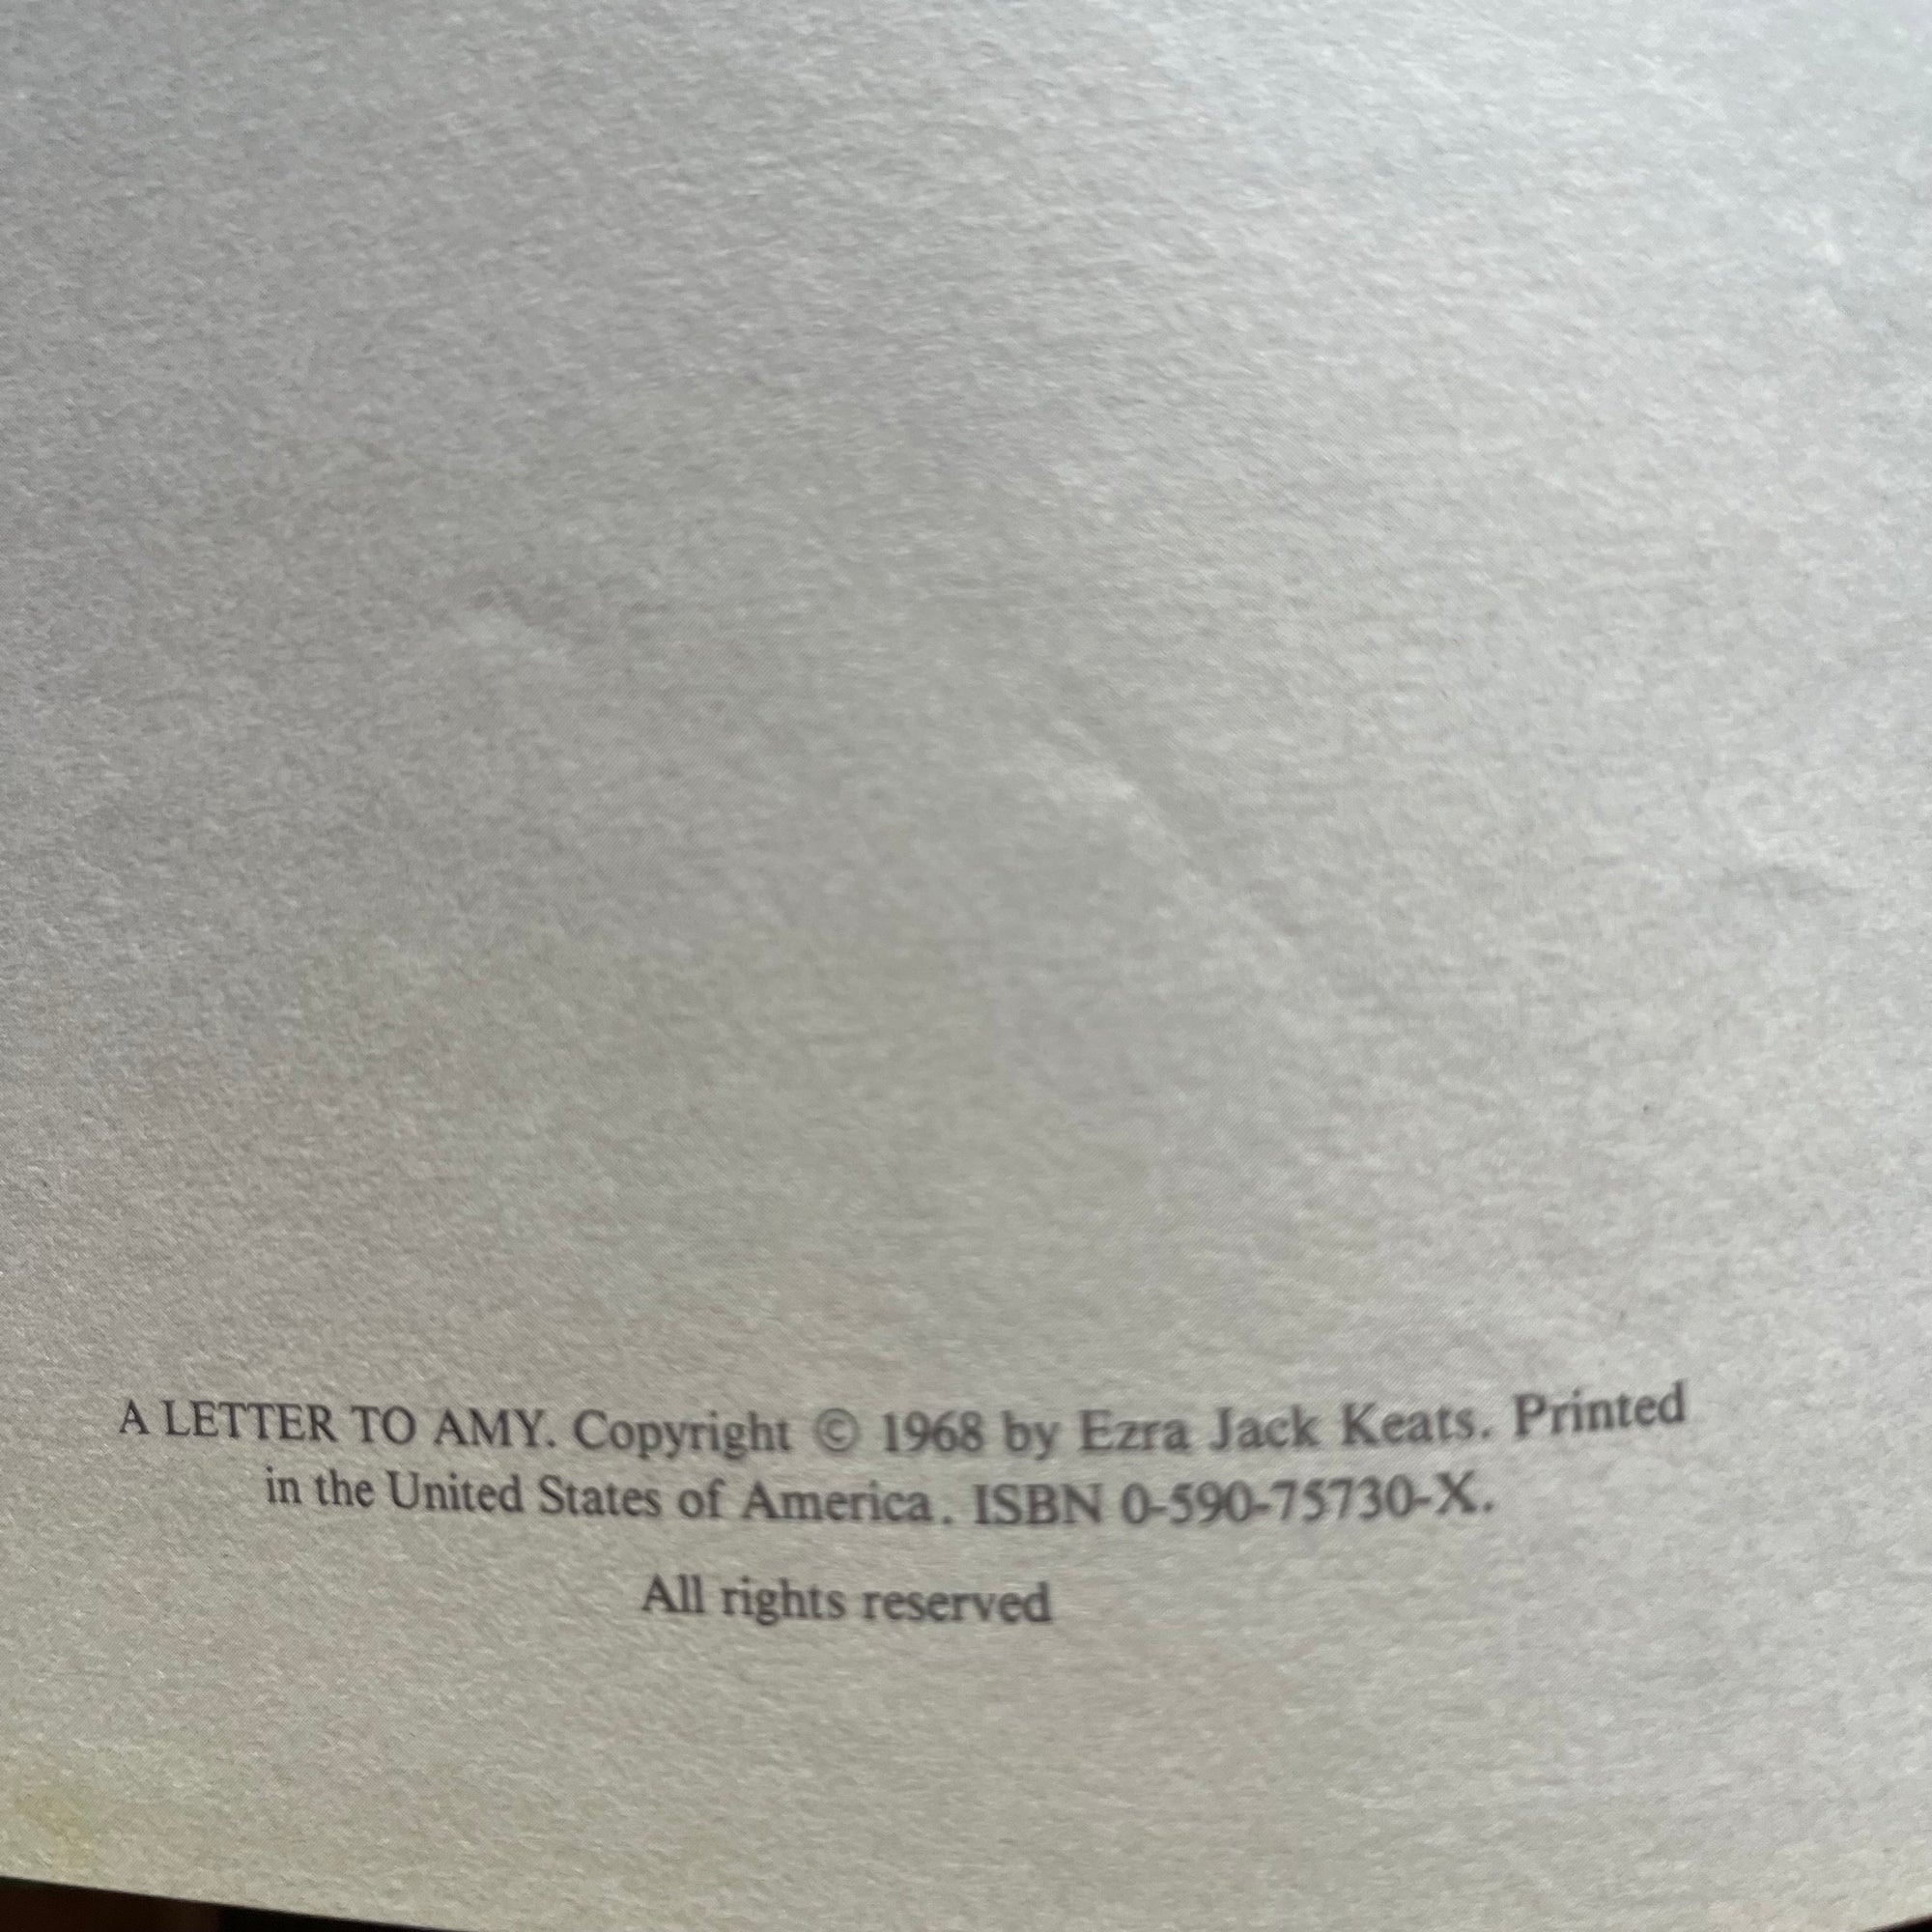 A LETTER TO AMY. Copyright © 1968 by Ezra Jack Keats. Printed
in the United States of America. ISBN 0-590-75730-X.
All rights reserved